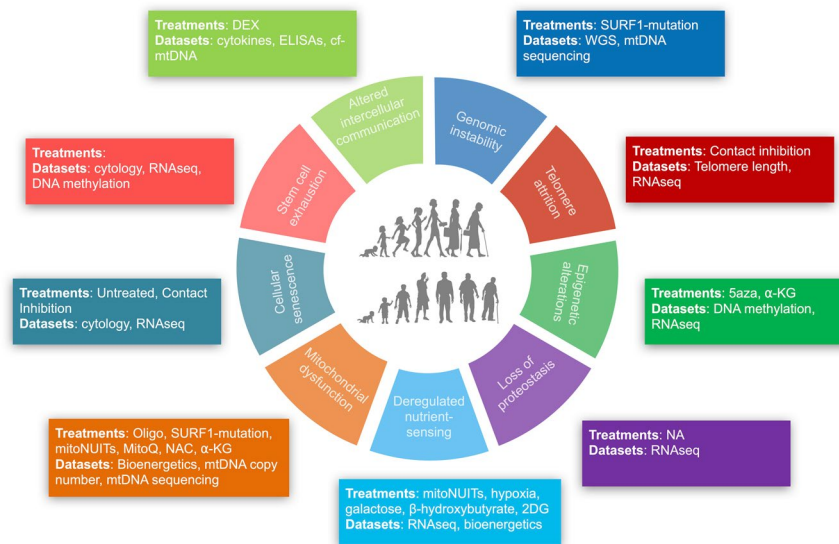 Treatments: DEX
Datasets: cytokines, ELISAs, cf-
mtDNA
Treatments: SURF1-mutation
Datasets: WGS, mtDNA
sequencing
Altered
intercellular
communication
Genomic
instability
Treatments:
Datasets: cytology, RNAseq,
DNA methylation
Stem cell
exhaustion
Telomere
attrition
Treatments: Contact inhibition
Datasets: Telomere length,
RNAseq
Treatments: Untreated, Contact
Inhibition
Datasets: cytology, RNAseq
Cellular
senescence
Epigenetic
alterations
Treatments: 5aza, α-KG
Datasets: DNA methylation,
RNAseq
Mitochondrial
dysfunction
Deregulated
nutrient-
sensing
Loss of
proteostasis
Treatments: Oligo, SURF1-mutation,
mitoNUITs, MitoQ, NAC, α-KG
Datasets: Bioenergetics, mtDNA copy
number, mtDNA sequencing
Treatments: NA
Datasets: RNAseq
Treatments: mitoNUITs, hypoxia,
galactose, β-hydroxybutyrate, 2DG
Datasets: RNAseq, bioenergetics